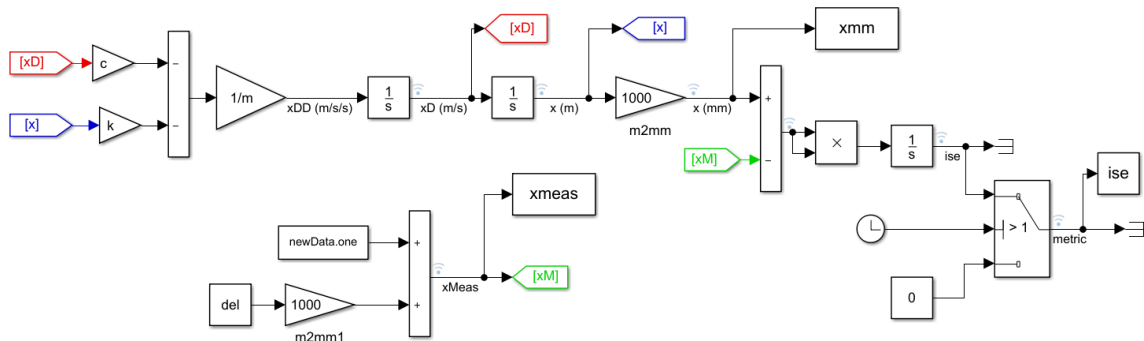 [xD]
c
−
[x]
k
−
1/m
xDD (m/s/s)
1
s
xD (m/s)
[xD]
1
s
x (m)
[x]
1000
m2mm
x (mm)
xmm
+
[xM]
−
×
1
s
ise
> 1
metric
ise
0
newData.one
+
del
1000
m2mm1
+
xMeas
xmeas
[xM]